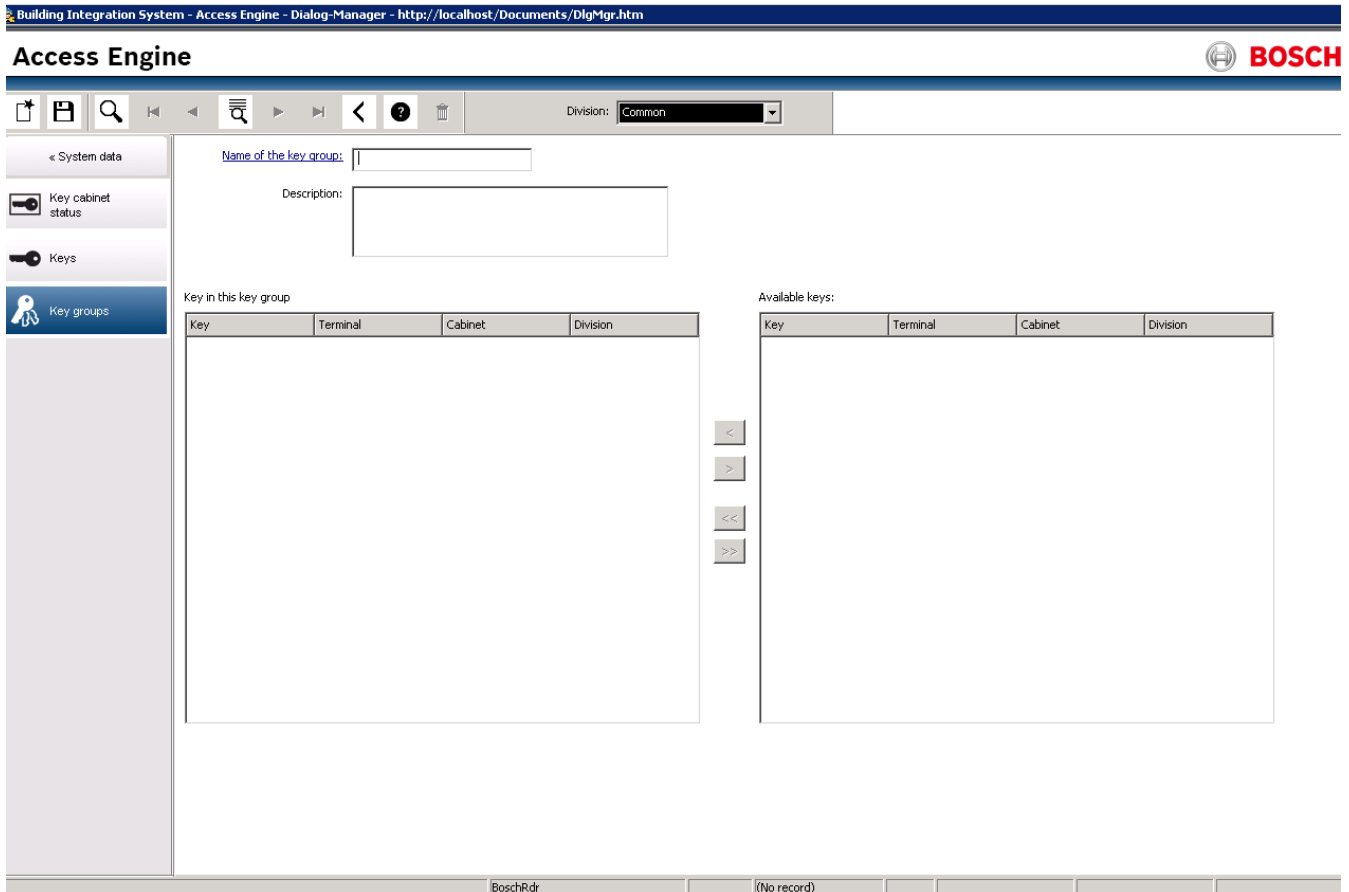 Building Integration System - Access Engine - Dialog-Manager - http://localhost/Documents/DlgMgr.htm
Access Engine
BOSCH
Division: Common
« System data
Key cabinet
status
Keys
Key groups
Name of the key group:
Description:
Key in this key group
Key Terminal Cabinet Division
<
>
<<
>>
Available keys:
Key Terminal Cabinet Division
BoschRdr (No record)